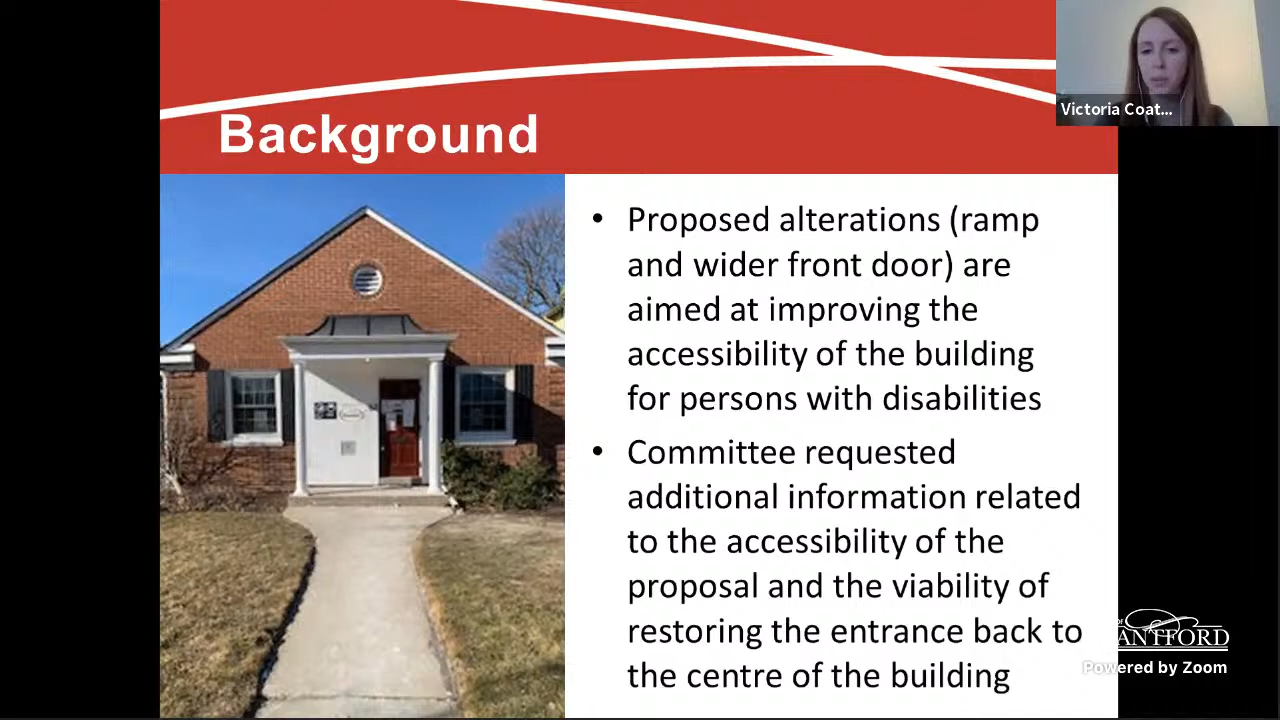 Background
Victoria Coat...
• Proposed alterations (ramp
and wider front door) are
aimed at improving the
accessibility of the building
for persons with disabilities
• Committee requested
additional information related
to the accessibility of the
proposal and the viability of
restoring the entrance back to
the centre of the building
ANTFORD
Powered by Zoom